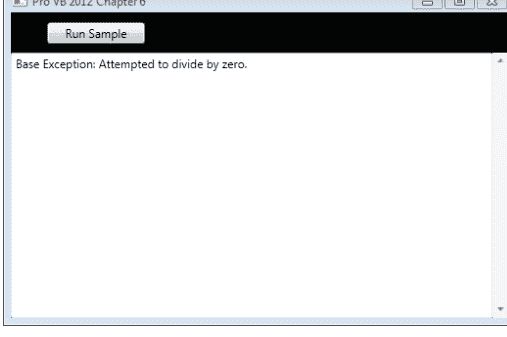 Pro VB 2012 Chapter 6
Run Sample
Base Exception: Attempted to divide by zero.